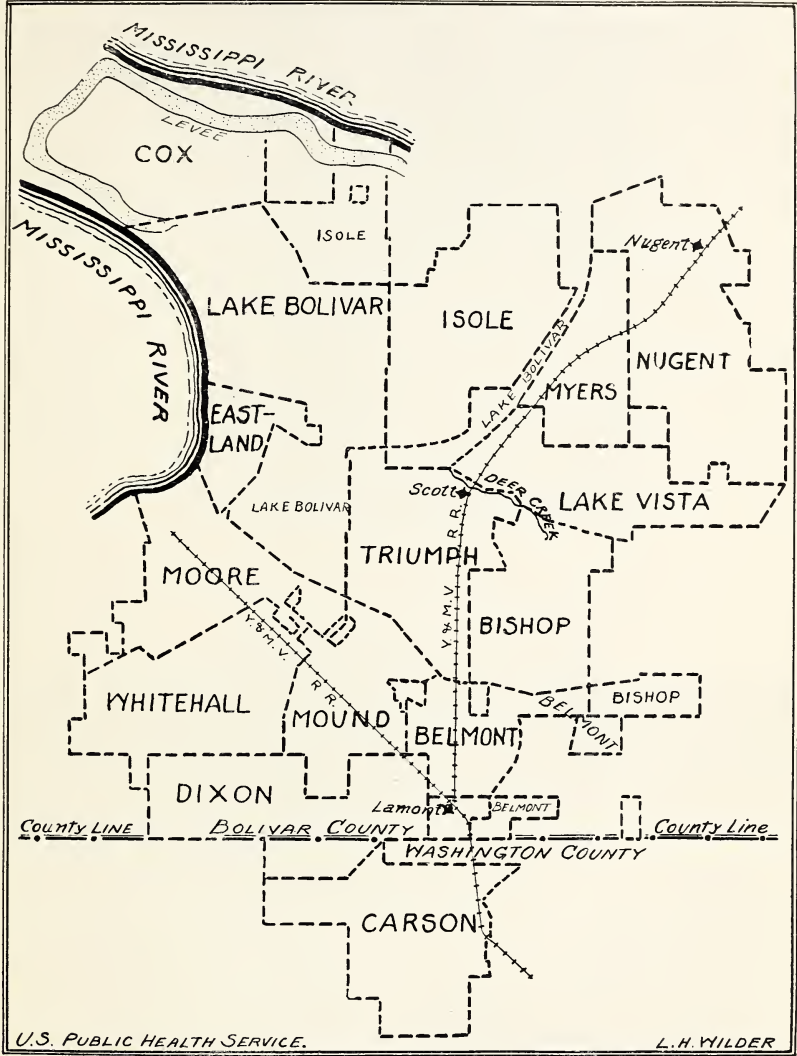 MISSISSIPPI RIVER
LEVEE
COX
ISOLE
MISSISSIPPI RIVER
LAKE BOLIVAR
ISOLE
Nugent
NUGENT
LAKE BOLIVAR
MYERS
EAST-
LAND
LAKE BOLIVAR
Scott
DEER CREEK
LAKE VISTA
TRIUMPH
Y. & M.V. R.R.
MOORE
Y. & M.V. R R.
BISHOP
WHITEHALL
MOUND
BELMONT
BELMONT
BISHOP
DIXON
Lamont
BELMONT
County Line
BOLIVAR COUNTY
County Line
WASHINGTON COUNTY
CARSON
U.S. PUBLIC HEALTH SERVICE.
L.H. WILDER